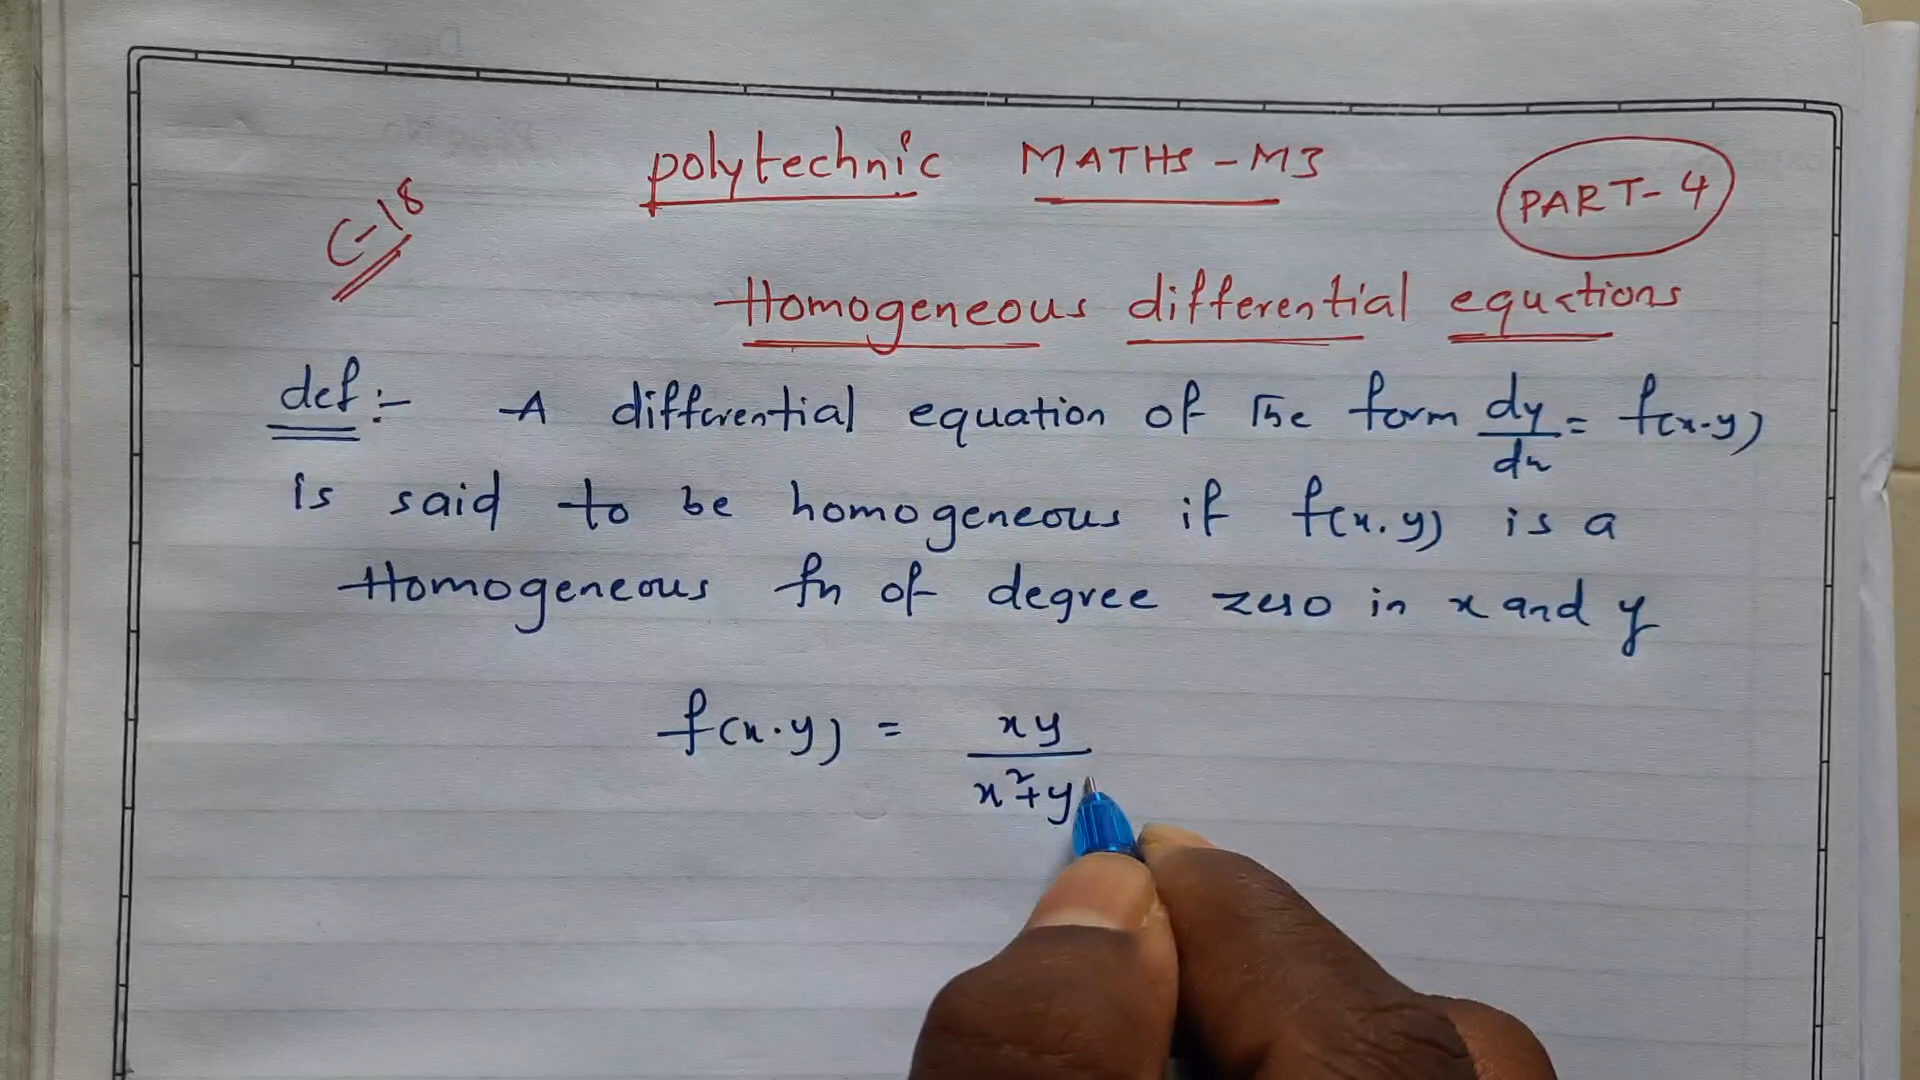 polytechnic MATHS-M3
C-18
PART-4
Homogeneous differential equations
def:- A differential equation of the form dy/dx = f(x.y)
is said to be homogeneous if f(x.y) is a
Homogeneous fn of degree zero in x and y
f(x.y) = xy / x²+y